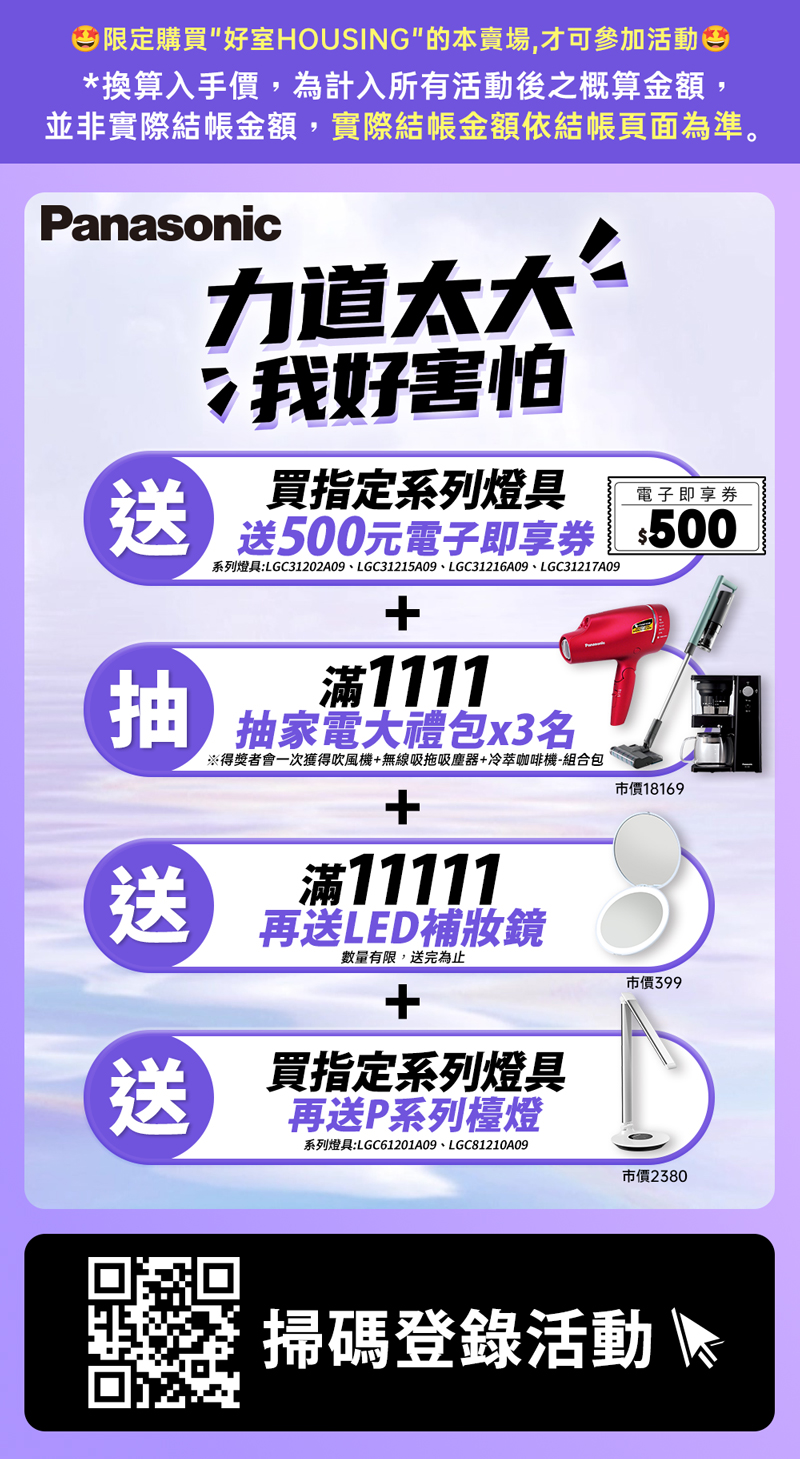 🤩限定購買"好室HOUSING"的本賣場,才可參加活動🤩
*換算入手價，為計入所有活動後之概算金額，
並非實際結帳金額，實際結帳金額依結帳頁面為準。
Panasonic
力道太大
我好害怕
送
買指定系列燈具
送500元電子即享券
系列燈具:LGC31202A09、LGC31215A09、LGC31216A09、LGC31217A09
電子即享券
$500
+
抽
滿1111
抽家電大禮包x3名
※得獎者會一次獲得吹風機+無線吸拖吸塵器+冷萃咖啡機-組合包
市價18169
+
送
滿11111
再送LED補妝鏡
數量有限，送完為止
市價399
+
送
買指定系列燈具
再送P系列檯燈
系列燈具:LGC61201A09、LGC81210A09
市價2380
掃碼登錄活動